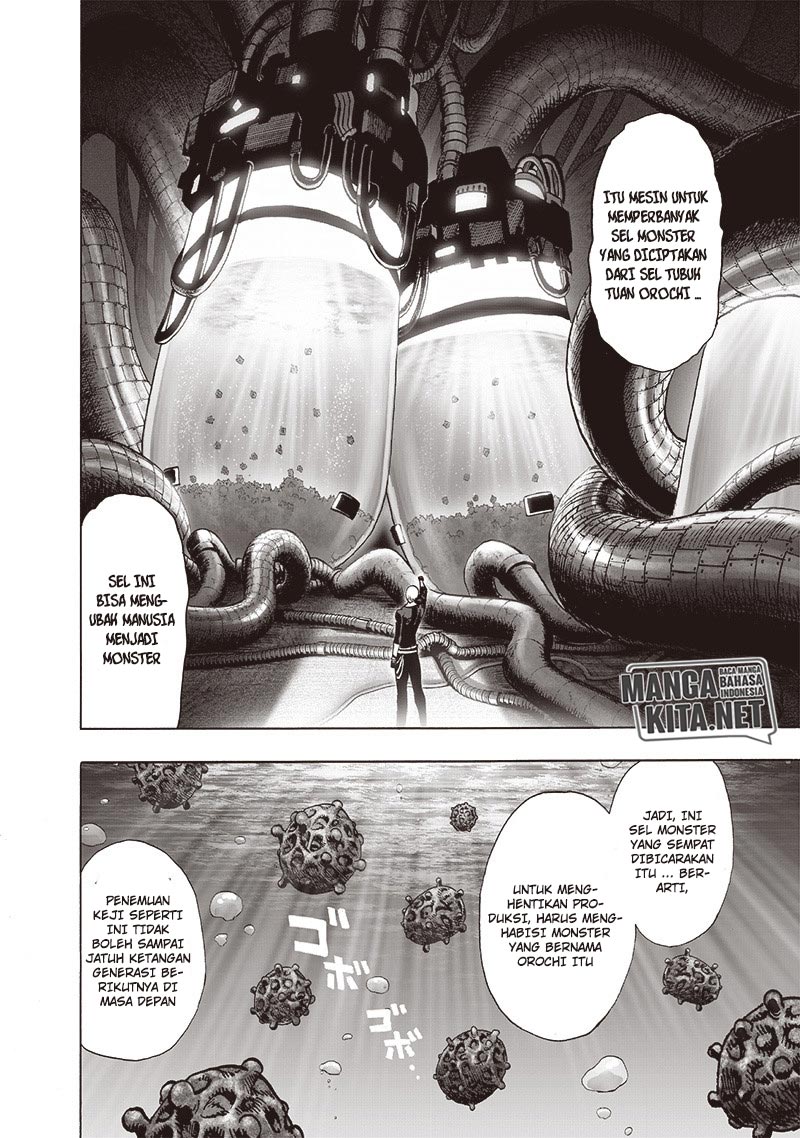 ITU MESIN UNTUK
MEMPERBANYAK
SEL MONSTER
YANG DICIPTAKAN
DARI SEL TUBUH
TUAN OROCHI ...
SEL INI
BISA MENG-
UBAH MANUSIA
MENJADI
MONSTER
MANGA
KITA.NET
BACA MANGA
BAHASA
INDONESIA
JADI, INI
SEL MONSTER
YANG SEMPAT
DIBICARAKAN
ITU ... BER-
ARTI,
UNTUK MENG-
HENTIKAN PRO-
DUKSI, HARUS MENG-
HABISI MONSTER
YANG BERNAMA
OROCHI ITU
ゴボ
ゴボ..
PENEMUAN
KEJI SEPERTI
INI TIDAK
BOLEH SAMPAI
JATUH KETANGAN
GENERASI BE-
RIKUTNYA DI
MASA DEPAN